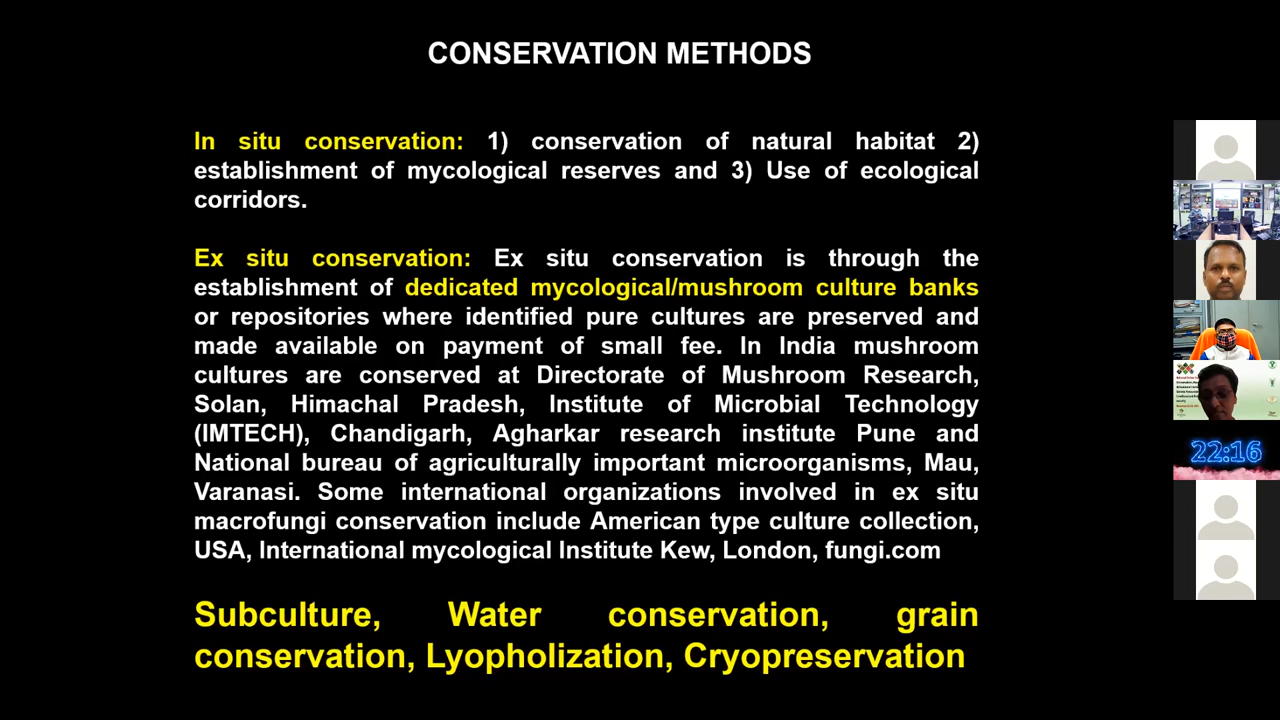 CONSERVATION METHODS
In situ conservation: 1) conservation of natural habitat 2)
establishment of mycological reserves and 3) Use of ecological
corridors.
Ex situ conservation: Ex situ conservation is through the
establishment of dedicated mycological/mushroom culture banks
or repositories where identified pure cultures are preserved and
made available on payment of small fee. In India mushroom
cultures are conserved at Directorate of Mushroom Research,
Solan, Himachal Pradesh, Institute of Microbial Technology
(IMTECH), Chandigarh, Agharkar research institute Pune and
National bureau of agriculturally important microorganisms, Mau,
Varanasi. Some international organizations involved in ex situ
macrofungi conservation include American type culture collection,
USA, International mycological Institute Kew, London, fungi.com
Subculture, Water conservation, grain
conservation, Lyopholization, Cryopreservation
22:16